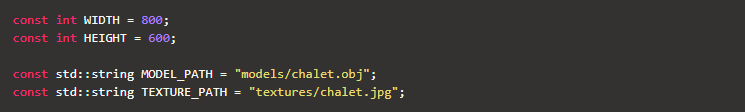 const int WIDTH = 800;
const int HEIGHT = 600;
const std::string MODEL_PATH = "models/chalet.obj";
const std::string TEXTURE_PATH = "textures/chalet.jpg";